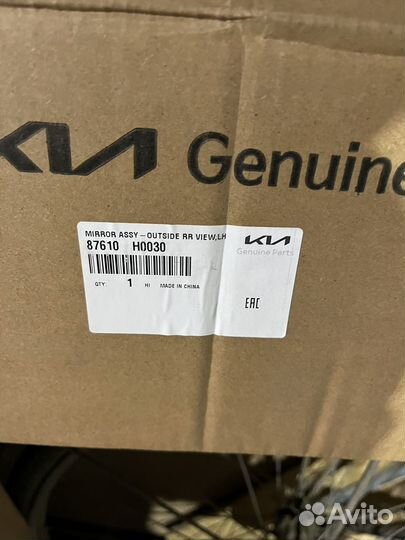 KIA Genuine
MIRROR ASSY – OUTSIDE RR VIEW,LH
87610 H0030
KIA
Genuine Parts
QTY. 1 HI MADE IN CHINA
EAC
Avito